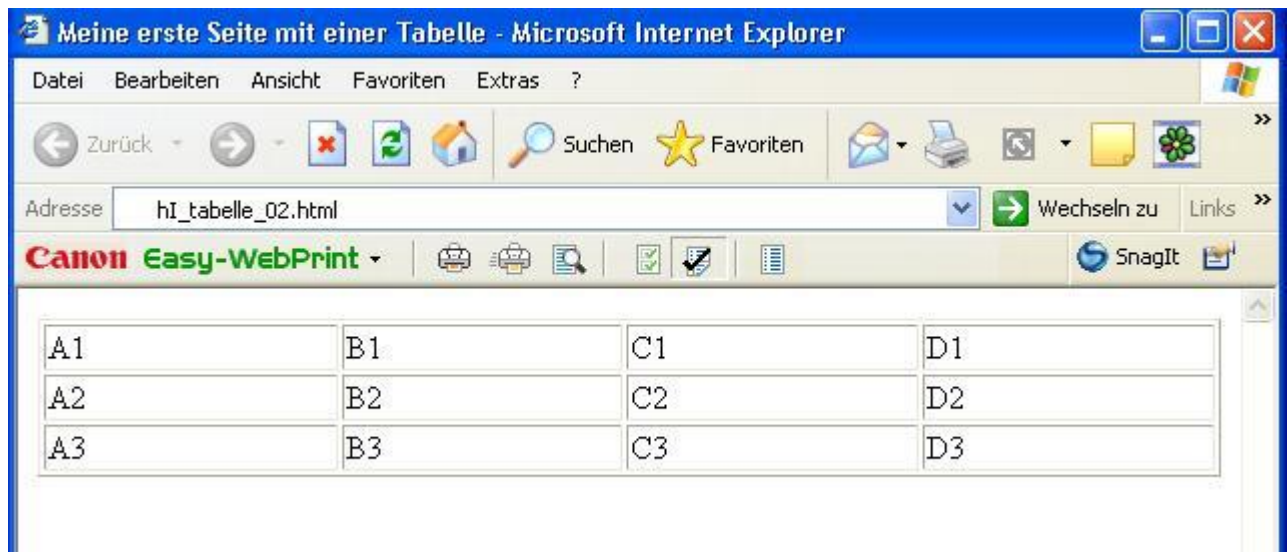 Meine erste Seite mit einer Tabelle - Microsoft Internet Explorer
Datei Bearbeiten Ansicht Favoriten Extras ?
Zurück Suchen Favoriten »
Adresse hI_tabelle_02.html Wechseln zu Links »
Canon Easy-WebPrint SnagIt
A1 B1 C1 D1
A2 B2 C2 D2
A3 B3 C3 D3